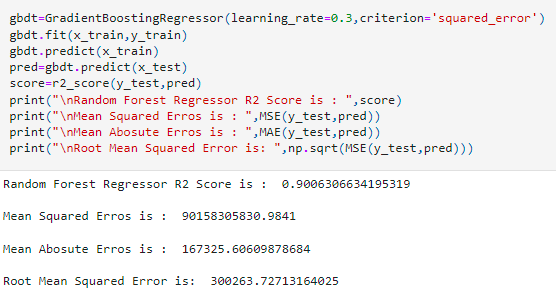 gbdt=GradientBoostingRegressor(learning_rate=0.3,criterion='squared_error')
gbdt.fit(x_train,y_train)
gbdt.predict(x_train)
pred=gbdt.predict(x_test)
score=r2_score(y_test,pred)
print("\nRandom Forest Regressor R2 Score is : ",score)
print("\nMean Squared Erros is : ",MSE(y_test,pred))
print("\nMean Abosute Erros is : ",MAE(y_test,pred))
print("\nRoot Mean Squared Error is: ",np.sqrt(MSE(y_test,pred)))
Random Forest Regressor R2 Score is :  0.9006306634195319
Mean Squared Erros is :  90158305830.9841
Mean Abosute Erros is :  167325.60609878684
Root Mean Squared Error is:  300263.72713164025